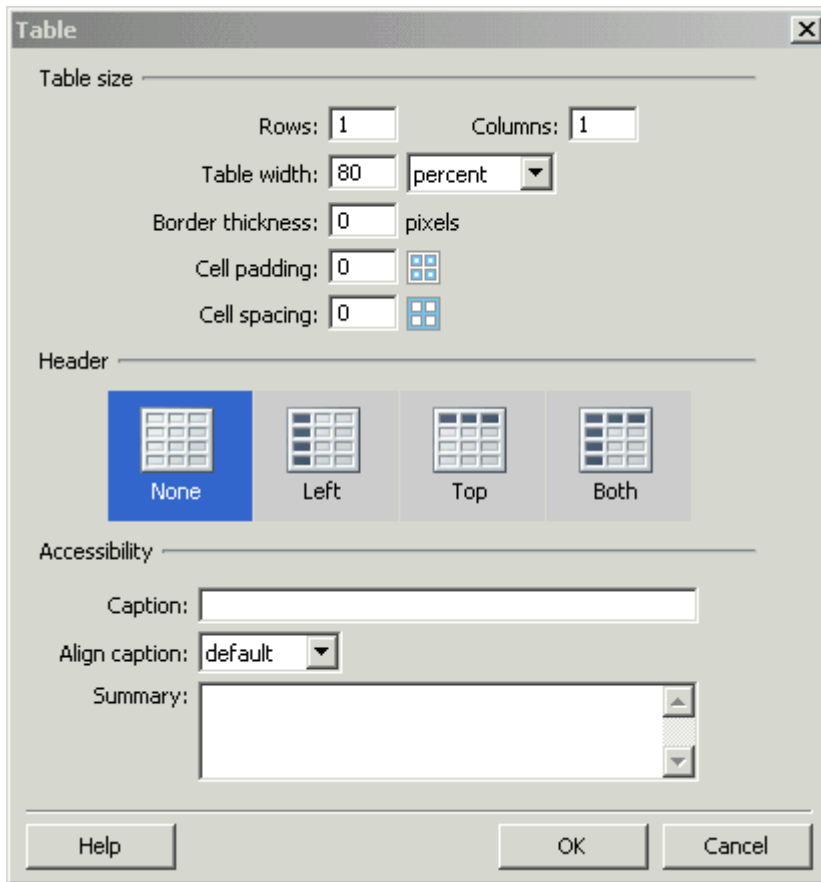 Table
Table size
Rows: 1 Columns: 1
Table width: 80 percent
Border thickness: 0 pixels
Cell padding: 0
Cell spacing: 0
Header
None Left Top Both
Accessibility
Caption:
Align caption: default
Summary:
Help OK Cancel